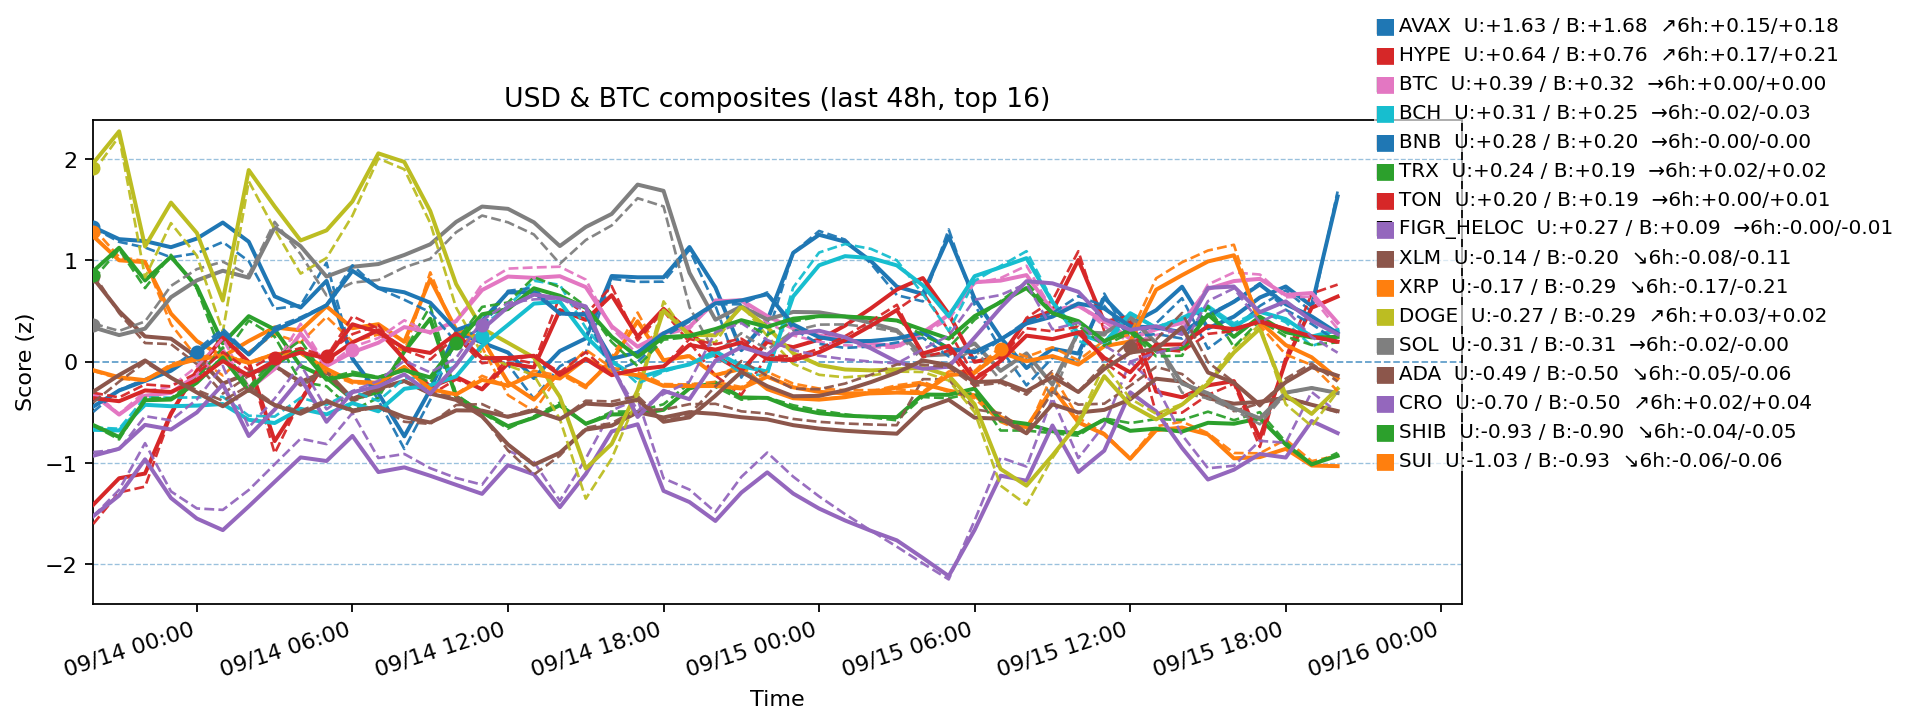 AVAX  U:+1.63 / B:+1.68  ↗6h:+0.15/+0.18
HYPE  U:+0.64 / B:+0.76  ↗6h:+0.17/+0.21
BTC  U:+0.39 / B:+0.32  →6h:+0.00/+0.00
BCH  U:+0.31 / B:+0.25  →6h:-0.02/-0.03
BNB  U:+0.28 / B:+0.20  →6h:-0.00/-0.00
TRX  U:+0.24 / B:+0.19  →6h:+0.02/+0.02
TON  U:+0.20 / B:+0.19  →6h:+0.00/+0.01
FIGR_HELOC  U:+0.27 / B:+0.09  →6h:-0.00/-0.01
XLM  U:-0.14 / B:-0.20  ↘6h:-0.08/-0.11
XRP  U:-0.17 / B:-0.29  ↘6h:-0.17/-0.21
DOGE  U:-0.27 / B:-0.29  ↗6h:+0.03/+0.02
SOL  U:-0.31 / B:-0.31  →6h:-0.02/-0.00
ADA  U:-0.49 / B:-0.50  ↘6h:-0.05/-0.06
CRO  U:-0.70 / B:-0.50  ↗6h:+0.02/+0.04
SHIB  U:-0.93 / B:-0.90  ↘6h:-0.04/-0.05
SUI  U:-1.03 / B:-0.93  ↘6h:-0.06/-0.06
USD & BTC composites (last 48h, top 16)
2
1
0
−1
−2
Score (z)
09/14 00:00
09/14 06:00
09/14 12:00
09/14 18:00
09/15 00:00
09/15 06:00
09/15 12:00
09/15 18:00
09/16 00:00
Time